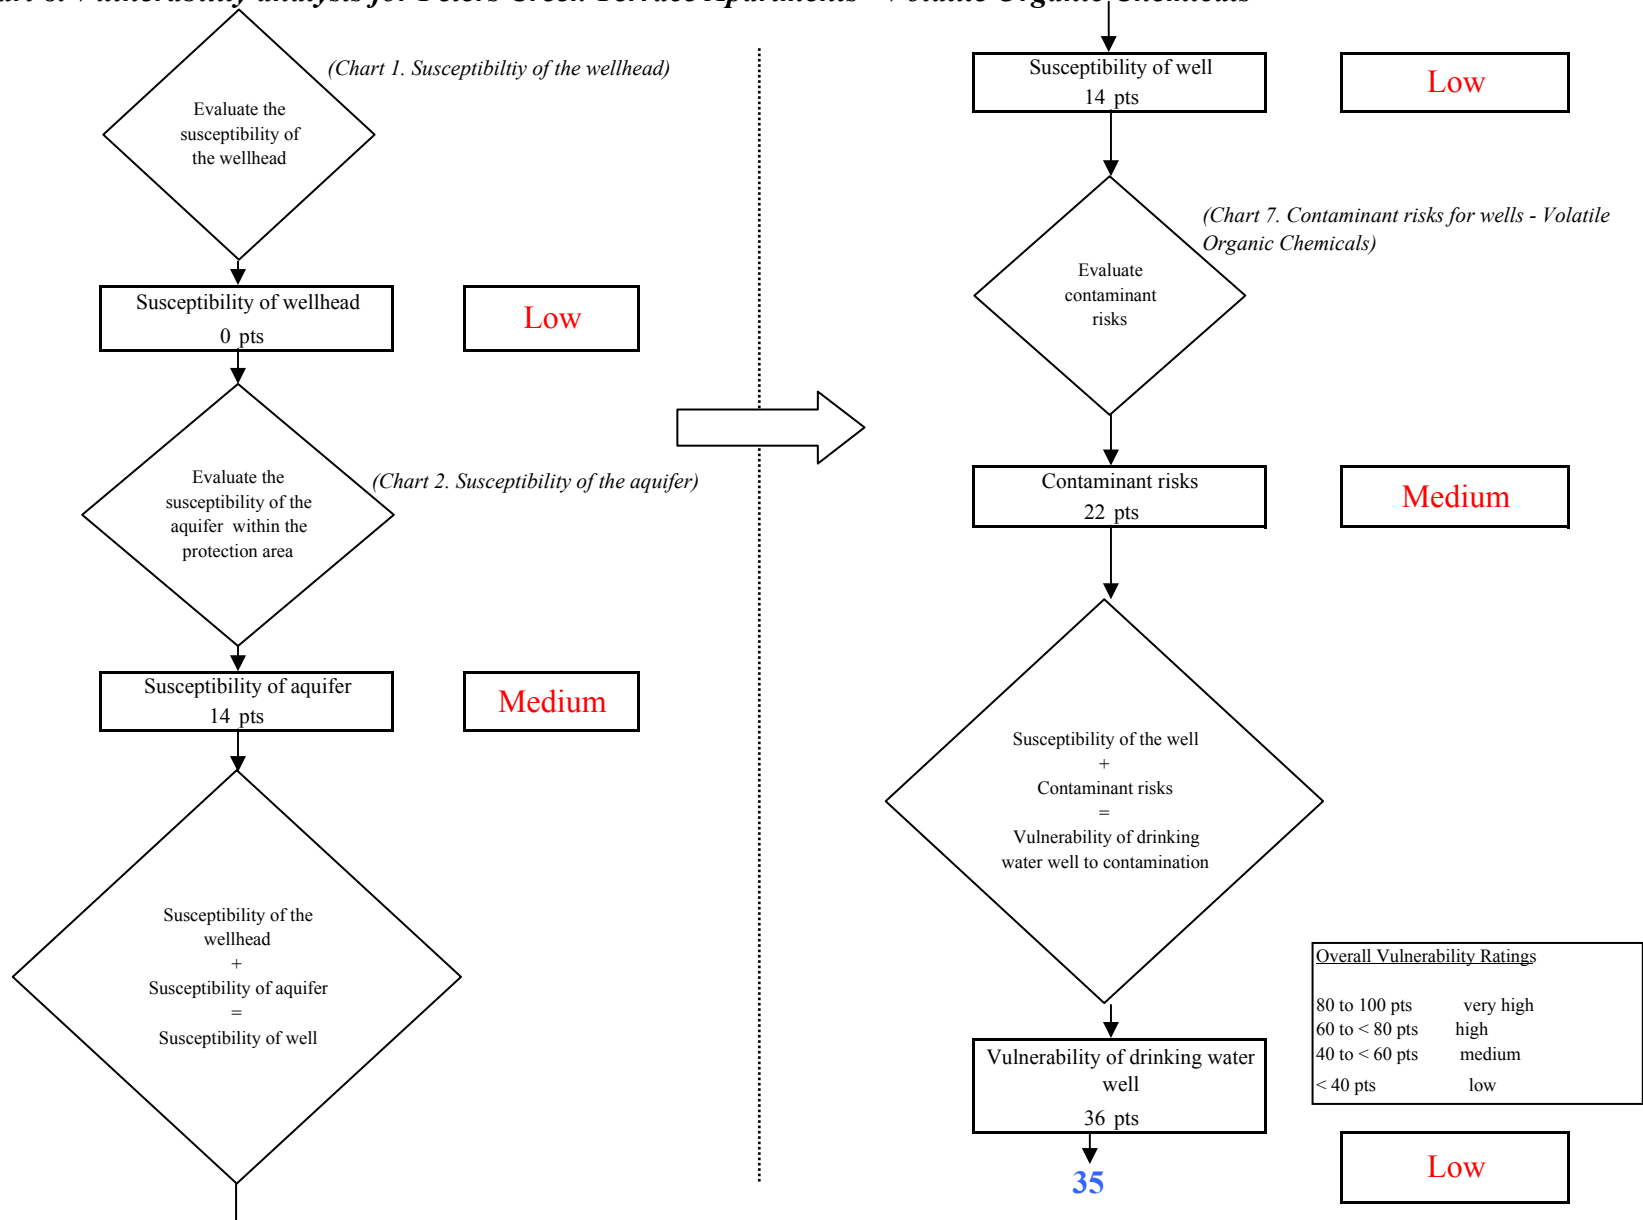 Evaluate the
susceptibility of
the wellhead
(Chart 1. Susceptibiltiy of the wellhead)
Susceptibility of wellhead
0 pts
Low
Evaluate the
susceptibility of the
aquifer within the
protection area
(Chart 2. Susceptibility of the aquifer)
Susceptibility of aquifer
14 pts
Medium
Susceptibility of the
wellhead
+
Susceptibility of aquifer
=
Susceptibility of well
Susceptibility of well
14 pts
Low
(Chart 7. Contaminant risks for wells - Volatile
Organic Chemicals)
Evaluate
contaminant
risks
Contaminant risks
22 pts
Medium
Susceptibility of the well
+
Contaminant risks
=
Vulnerability of drinking
water well to contamination
Overall Vulnerability Ratings
80 to 100 pts very high
60 to < 80 pts high
40 to < 60 pts medium
< 40 pts low
Vulnerability of drinking water
well
36 pts
35
Low